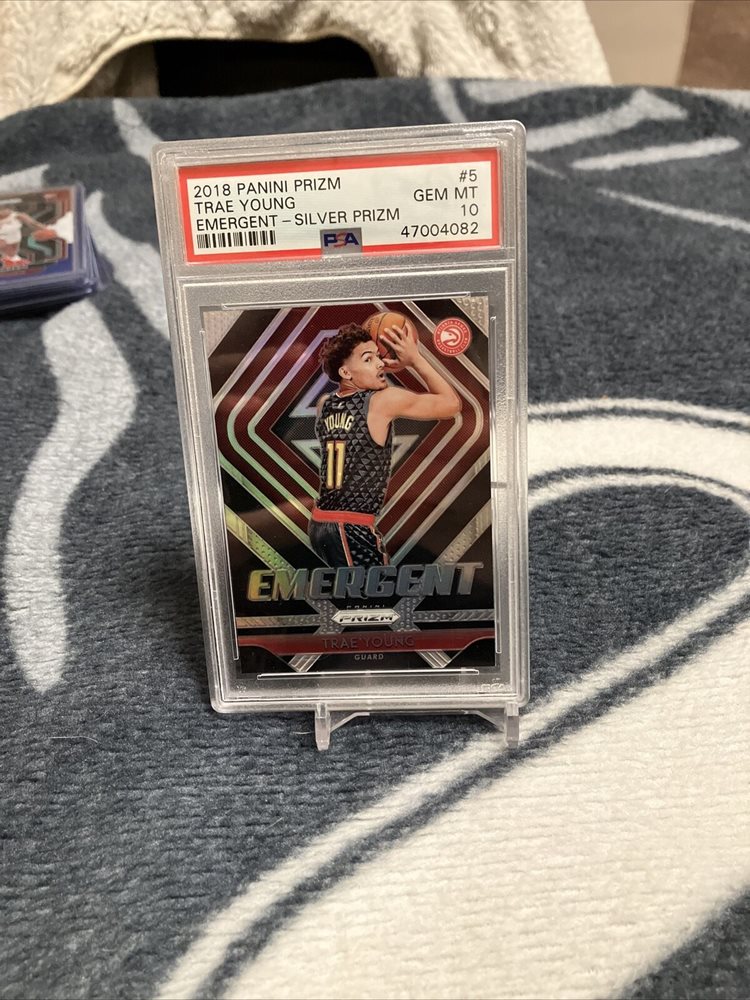 2018 PANINI PRIZM #5
TRAE YOUNG GEM MT
EMERGENT-SILVER PRIZM 10
PSA 47004082
YOUNG
11
EMERGENT
PANINI
PRIZM
TRAE YOUNG
GUARD